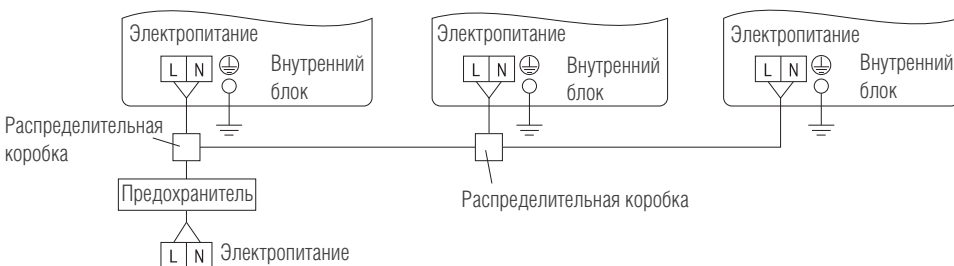 Электропитание
L N
Внутренний
блок
Электропитание
L N
Внутренний
блок
Электропитание
L N
Внутренний
блок
Распределительная
коробка
Предохранитель
Распределительная коробка
L N
Электропитание